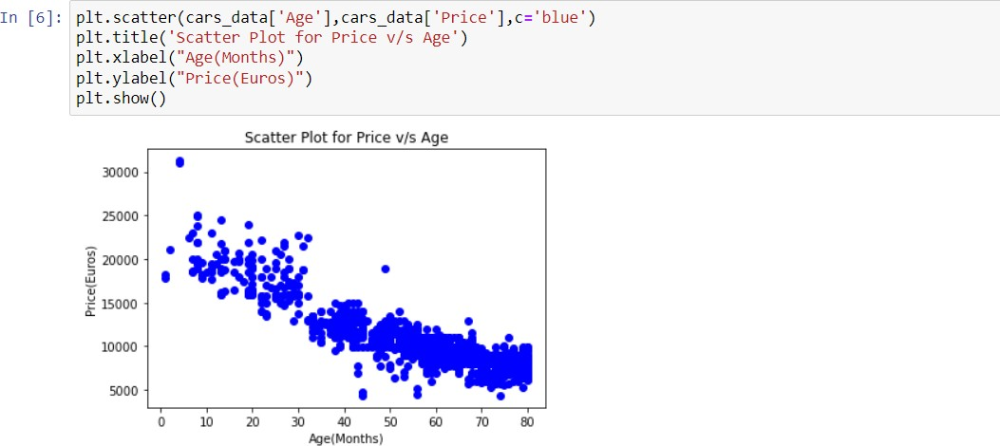 In [6]: plt.scatter(cars_data['Age'],cars_data['Price'],c='blue')
plt.title('Scatter Plot for Price v/s Age')
plt.xlabel("Age(Months)")
plt.ylabel("Price(Euros)")
plt.show()
Scatter Plot for Price v/s Age
30000
25000
20000
15000
10000
5000
Price(Euros)
0 10 20 30 40 50 60 70 80
Age(Months)